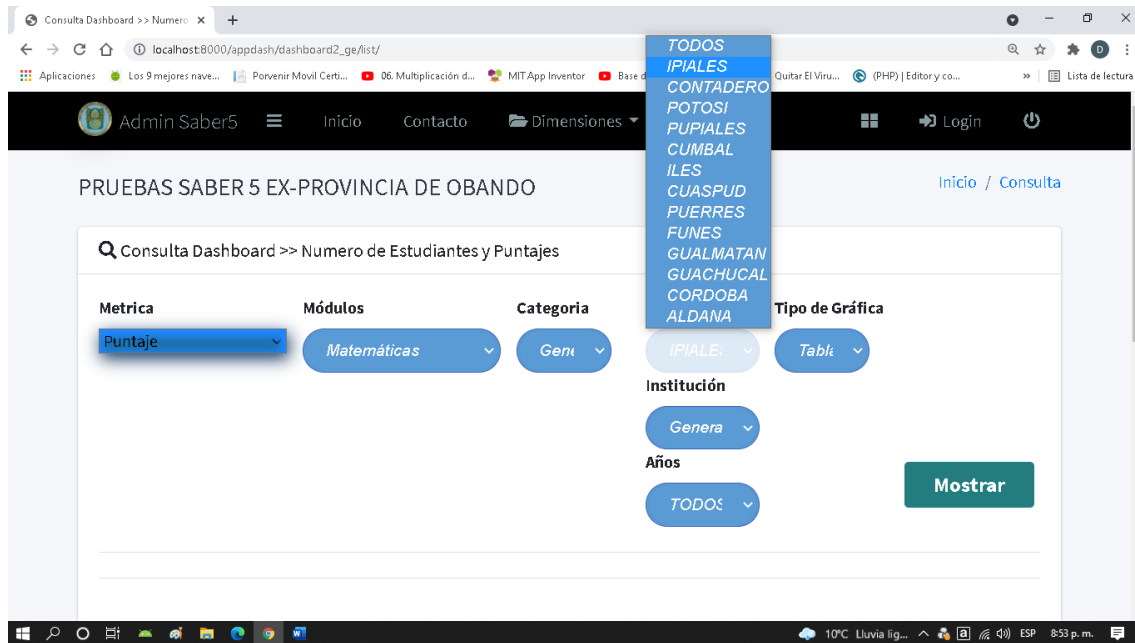 Consulta Dashboard >> Numero
localhost:8000/appdash/dashboard2_ge/list/
D
Aplicaciones
Los 9 mejores nave...
Porvenir Movil Certi...
06. Multiplicación d...
MIT App Inventor
Base d
Quitar El Viru...
(PHP) | Editor y co...
»
Lista de lectura
Admin Saber5
Inicio
Contacto
Dimensiones
Login
PRUEBAS SABER 5 EX-PROVINCIA DE OBANDO
Inicio / Consulta
Consulta Dashboard >> Numero de Estudiantes y Puntajes
TODOS
IPIALES
CONTADERO
POTOSI
PUPIALES
CUMBAL
ILES
CUASPUD
PUERRES
FUNES
GUALMATAN
GUACHUCAL
CORDOBA
ALDANA
Metrica
Puntaje
Módulos
Matemáticas
Categoria
Gene
IPIALE
Tipo de Gráfica
Tabla
Institución
Genera
Años
TODOS
Mostrar
10°C Lluvia lig...
ESP
8:53 p. m.